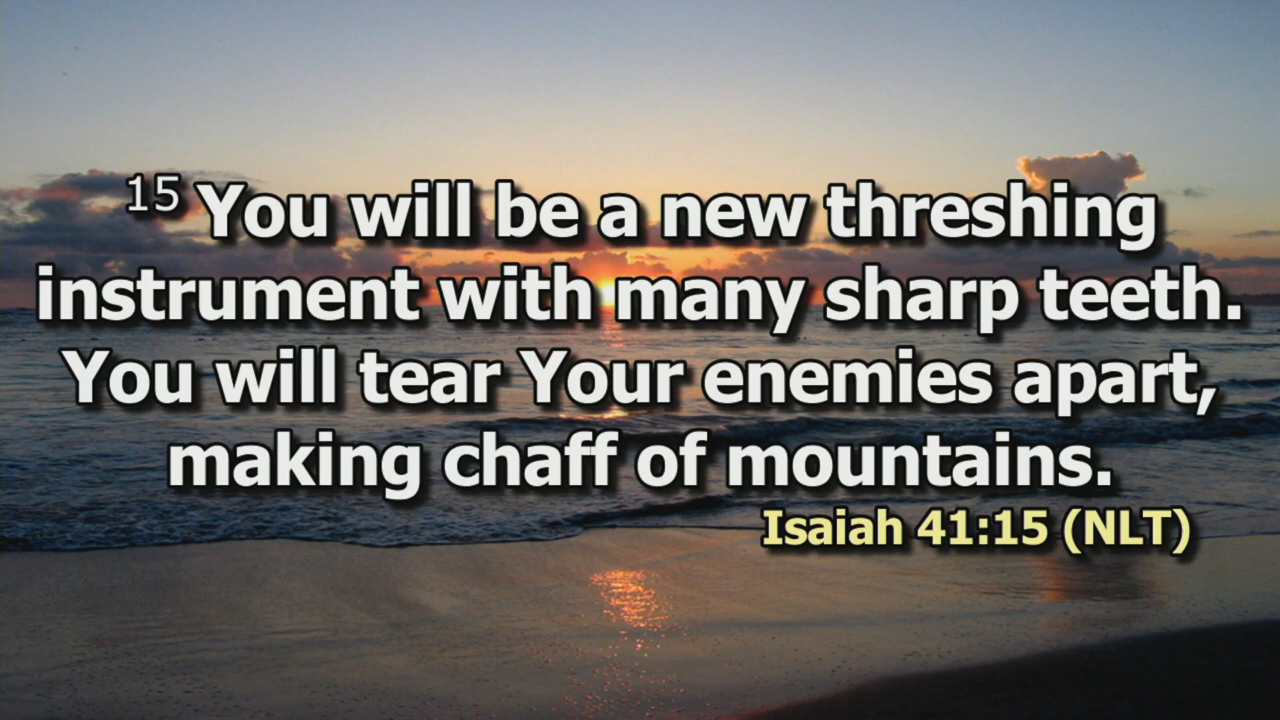 15 You will be a new threshing
instrument with many sharp teeth.
You will tear Your enemies apart,
making chaff of mountains.
Isaiah 41:15 (NLT)